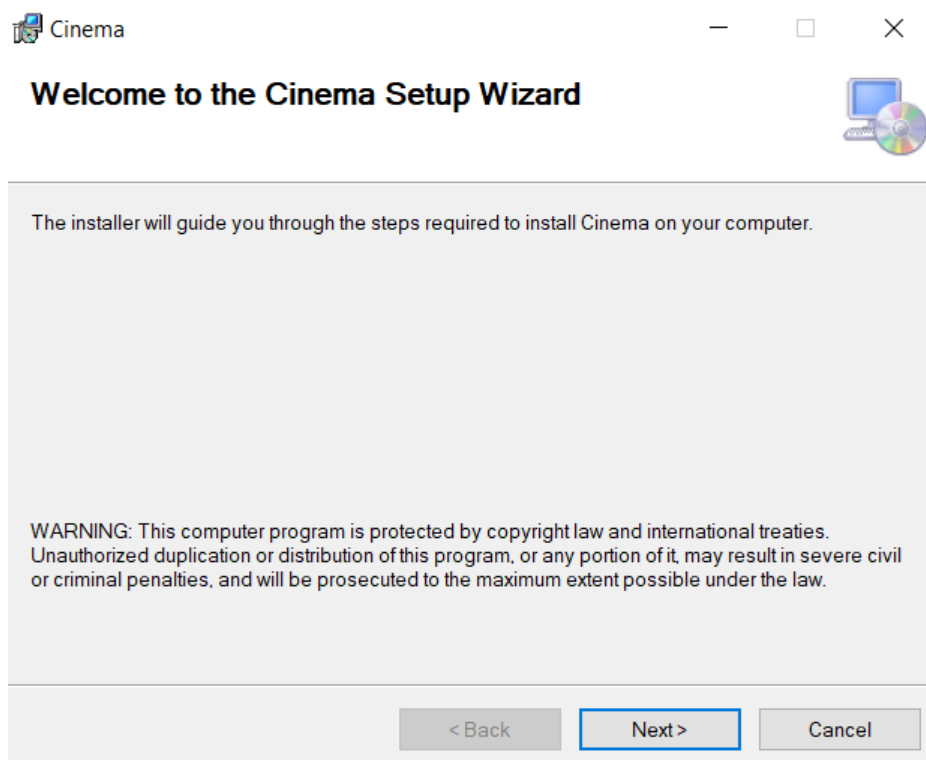 Cinema
Welcome to the Cinema Setup Wizard
The installer will guide you through the steps required to install Cinema on your computer.
WARNING: This computer program is protected by copyright law and international treaties.
Unauthorized duplication or distribution of this program, or any portion of it, may result in severe civil
or criminal penalties, and will be prosecuted to the maximum extent possible under the law.
< Back
Next >
Cancel